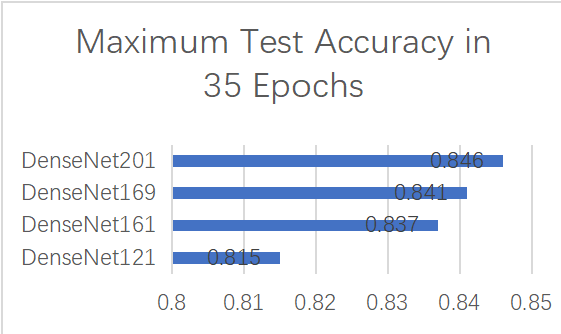 Maximum Test Accuracy in
35 Epochs
DenseNet201 0.846
DenseNet169 0.841
DenseNet161 0.837
DenseNet121 0.815
0.8 0.81 0.82 0.83 0.84 0.85